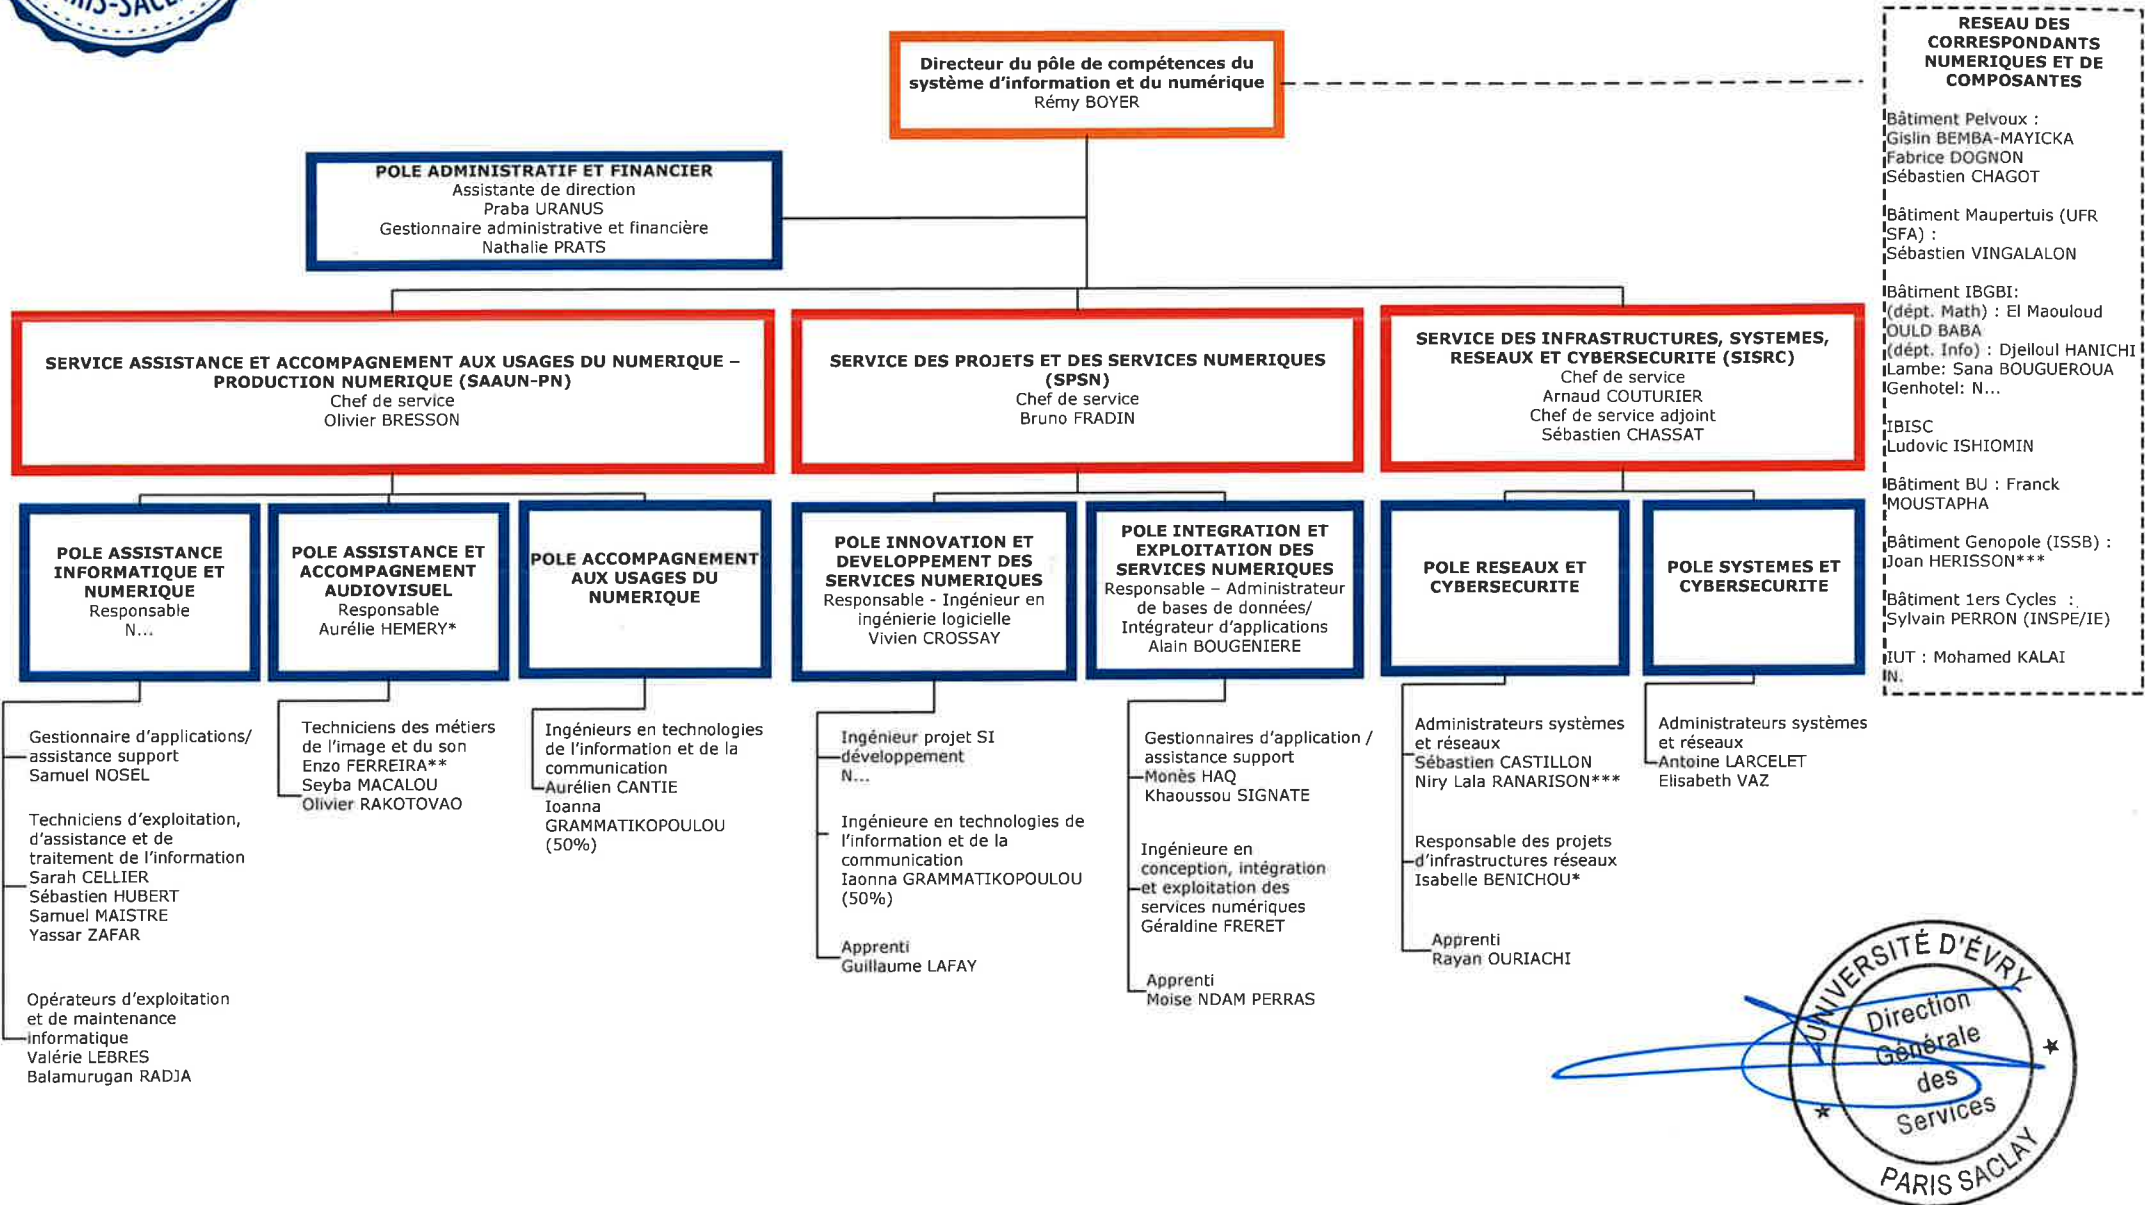 Directeur du pôle de compétences du
système d'information et du numérique
Rémy BOYER
POLE ADMINISTRATIF ET FINANCIER
Assistante de direction
Praba URANUS
Gestionnaire administrative et financière
Nathalie PRATS
SERVICE ASSISTANCE ET ACCOMPAGNEMENT AUX USAGES DU NUMERIQUE –
PRODUCTION NUMERIQUE (SAAUN-PN)
Chef de service
Olivier BRESSON
SERVICE DES PROJETS ET DES SERVICES NUMERIQUES
(SPSN)
Chef de service
Bruno FRADIN
SERVICE DES INFRASTRUCTURES, SYSTEMES,
RESEAUX ET CYBERSECURITE (SISRC)
Chef de service
Arnaud COUTURIER
Chef de service adjoint
Sébastien CHASSAT
POLE ASSISTANCE
INFORMATIQUE ET
NUMERIQUE
Responsable
N...
POLE ASSISTANCE ET
ACCOMPAGNEMENT
AUDIOVISUEL
Responsable
Aurélie HEMERY*
POLE ACCOMPAGNEMENT
AUX USAGES DU
NUMERIQUE
POLE INNOVATION ET
DEVELOPPEMENT DES
SERVICES NUMERIQUES
Responsable - Ingénieur en
ingénierie logicielle
Vivien CROSSAY
POLE INTEGRATION ET
EXPLOITATION DES
SERVICES NUMERIQUES
Responsable – Administrateur
de bases de données/
Intégrateur d'applications
Alain BOUGENIERE
POLE RESEAUX ET
CYBERSECURITE
POLE SYSTEMES ET
CYBERSECURITE
Gestionnaire d'applications/
assistance support
Samuel NOSEL
Techniciens d'exploitation,
d'assistance et de
traitement de l'information
Sarah CELLIER
Sébastien HUBERT
Samuel MAISTRE
Yassar ZAFAR
Opérateurs d'exploitation
et de maintenance
informatique
Valérie LEBRES
Balamurugan RADJA
Techniciens des métiers
de l'image et du son
Enzo FERREIRA**
Seyba MACALOU
Olivier RAKOTOVAO
Ingénieurs en technologies
de l'information et de la
communication
Aurélien CANTIE
Ioanna
GRAMMATIKOPOULOU
(50%)
Ingénieur projet SI
développement
N...
Ingénieure en technologies de
l'information et de la
communication
Iaonna GRAMMATIKOPOULOU
(50%)
Apprenti
Guillaume LAFAY
Gestionnaires d'application /
assistance support
Monès HAQ
Khaoussou SIGNATE
Ingénieure en
conception, intégration
et exploitation des
services numériques
Géraldine FRERET
Apprenti
Moise NDAM PERRAS
Administrateurs systèmes
et réseaux
Sébastien CASTILLON
Niry Lala RANARISON***
Responsable des projets
d'infrastructures réseaux
Isabelle BENICHOU*
Apprenti
Rayan OURIACHI
Administrateurs systèmes
et réseaux
Antoine LARCELET
Elisabeth VAZ
RESEAU DES
CORRESPONDANTS
NUMERIQUES ET DE
COMPOSANTES
Bâtiment Pelvoux :
Gislin BEMBA-MAYICKA
Fabrice DOGNON
Sébastien CHAGOT
Bâtiment Maupertuis (UFR
SFA) :
Sébastien VINGALALON
Bâtiment IBGBI:
(dépt. Math) : El Maouloud
OULD BABA
(dépt. Info) : Djelloul HANICHI
Lambe: Sana BOUGUEROUA
Genhotel: N...
IBISC
Ludovic ISHIOMIN
Bâtiment BU : Franck
MOUSTAPHA
Bâtiment Genopole (ISSB) :
Joan HERISSON***
Bâtiment 1ers Cycles :
Sylvain PERRON (INSPE/IE)
IUT : Mohamed KALAI
N.
UNIVERSITÉ D'ÉVRY
Direction
Générale
des
Services
PARIS SACLAY